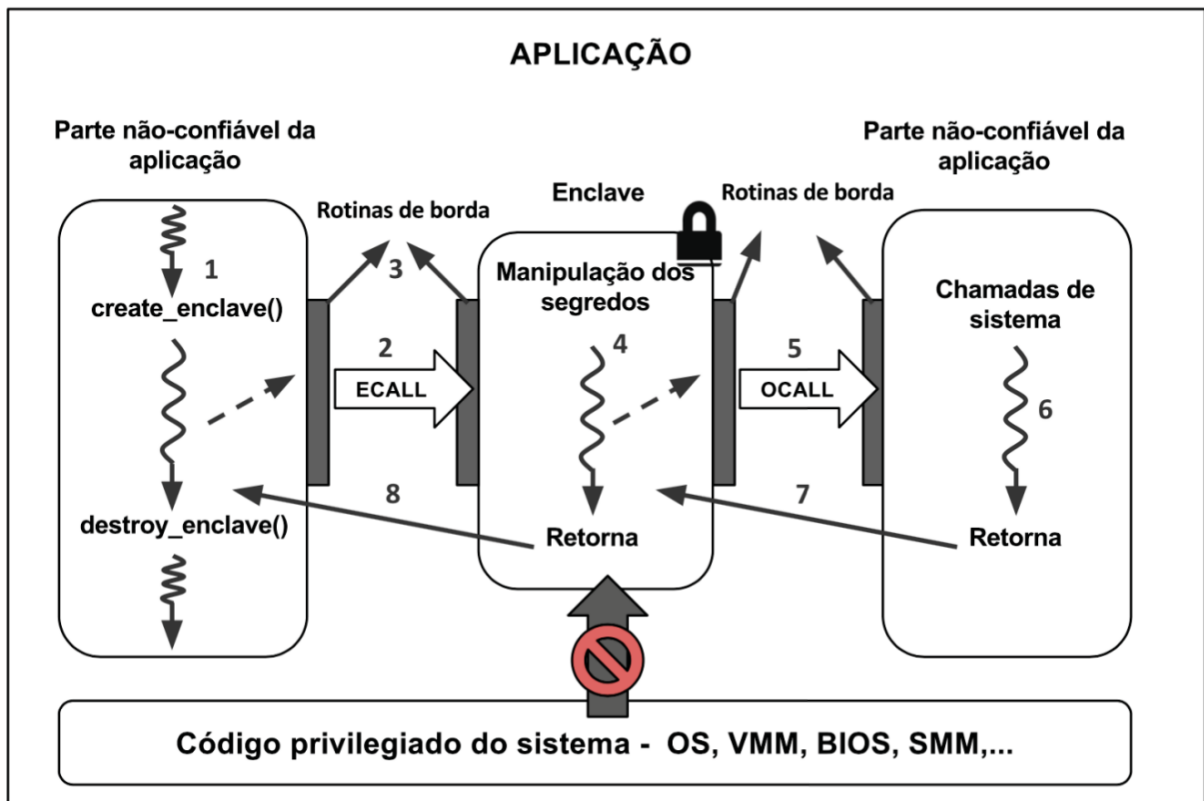 APLICAÇÃO
Parte não-confiável da
aplicação
Parte não-confiável da
aplicação
Enclave
Rotinas de borda
Rotinas de borda
1
create_enclave()
3
Manipulação dos
segredos
Chamadas de
sistema
2
ECALL
4
5
OCALL
6
8
7
destroy_enclave()
Retorna
Retorna
Código privilegiado do sistema - OS, VMM, BIOS, SMM,...